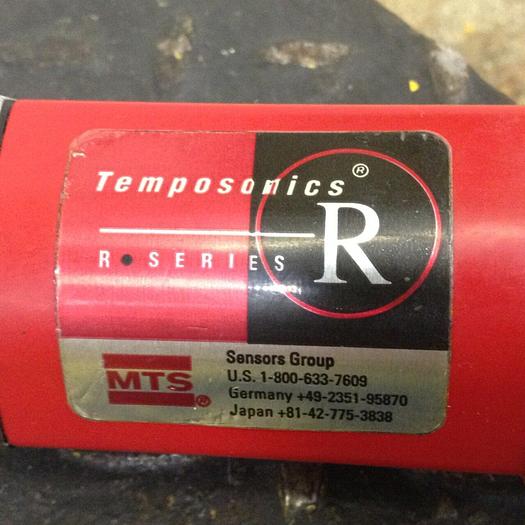 Temposonics ®
R • SERIES
R
MTS ®
Sensors Group
U.S. 1-800-633-7609
Germany +49-2351-95870
Japan +81-42-775-3838